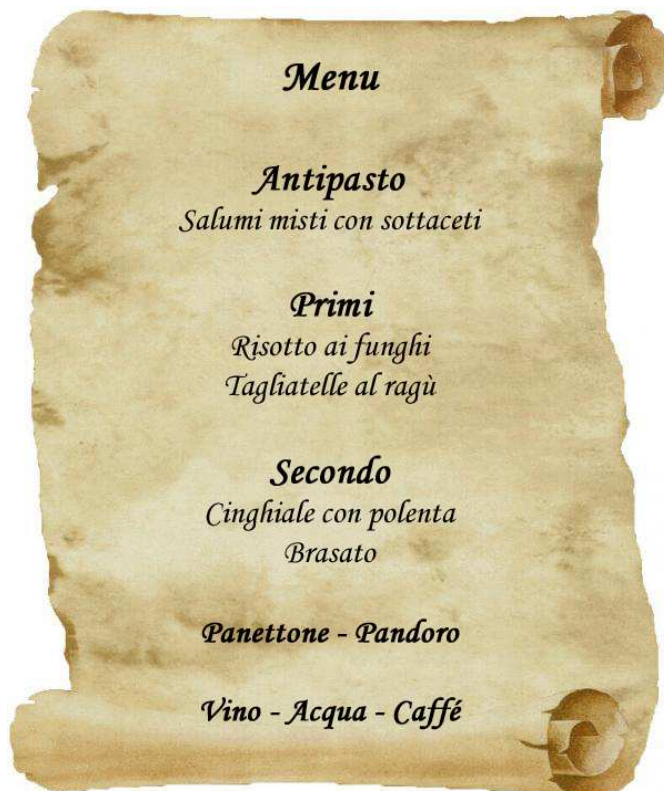 Menu
Antipasto
Salumi misti con sottaceti
Primi
Risotto ai funghi
Tagliatelle al ragù
Secondo
Cinghiale con polenta
Brasato
Panettone - Pandoro
Vino - Acqua - Caffé